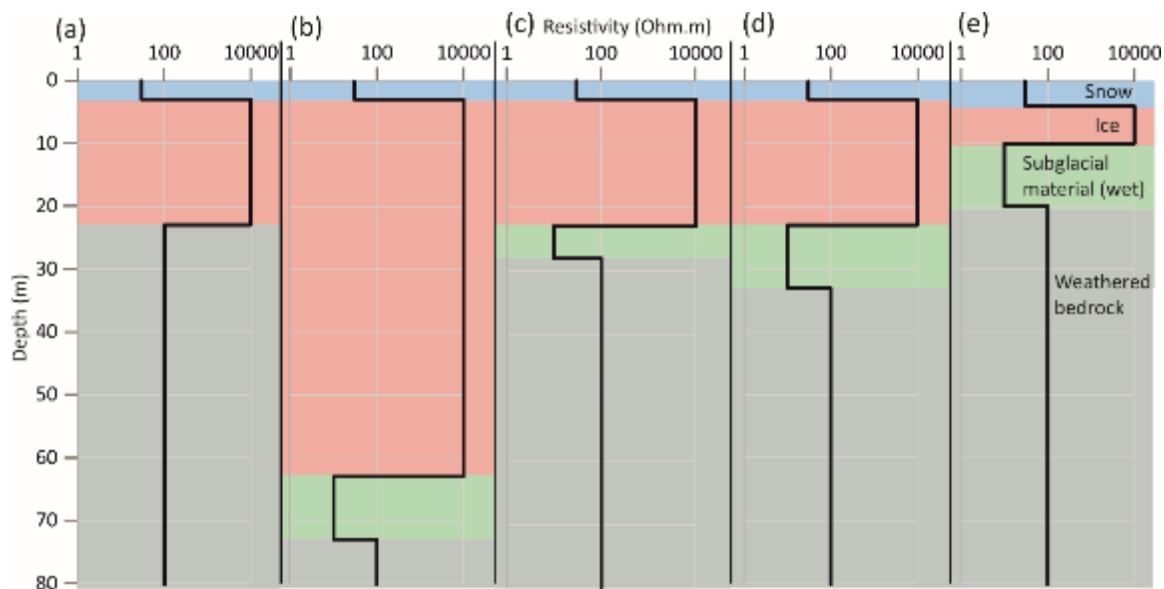 (a) (b) (c) Resistivity (Ohm.m) (d) (e)
1 100 10000 1 100 10000 1 100 10000 1 100 10000 1 100 10000
0
10
20
30
40
50
60
70
80
Depth (m)
Snow
Ice
Subglacial
material (wet)
Weathered
bedrock